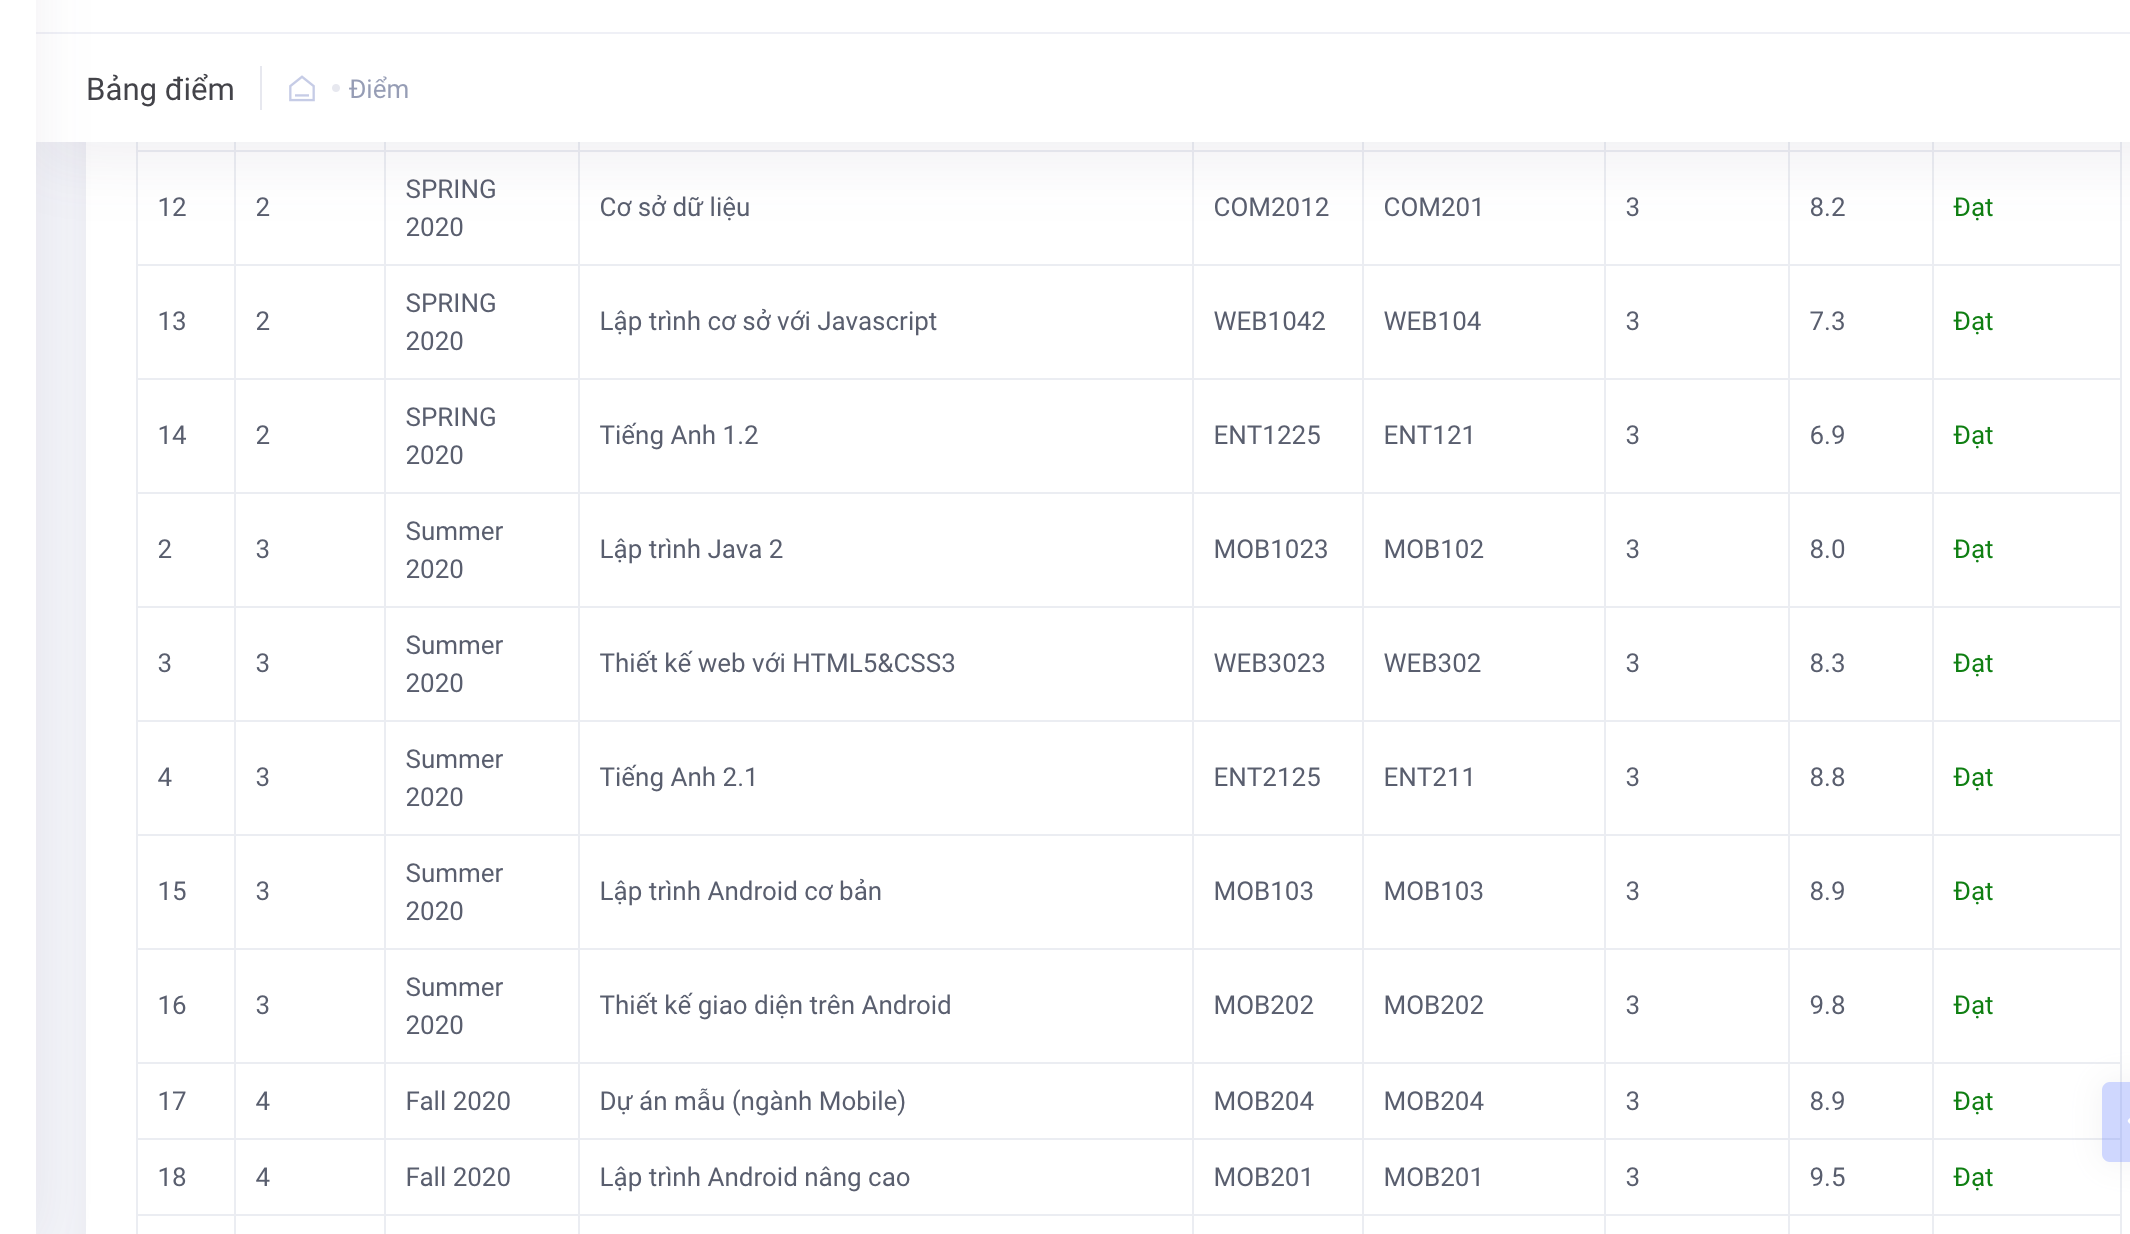 Bảng điểm
Điểm
12 2 SPRING 2020 Cơ sở dữ liệu COM2012 COM201 3 8.2 Đạt
13 2 SPRING 2020 Lập trình cơ sở với Javascript WEB1042 WEB104 3 7.3 Đạt
14 2 SPRING 2020 Tiếng Anh 1.2 ENT1225 ENT121 3 6.9 Đạt
2 3 Summer 2020 Lập trình Java 2 MOB1023 MOB102 3 8.0 Đạt
3 3 Summer 2020 Thiết kế web với HTML5&CSS3 WEB3023 WEB302 3 8.3 Đạt
4 3 Summer 2020 Tiếng Anh 2.1 ENT2125 ENT211 3 8.8 Đạt
15 3 Summer 2020 Lập trình Android cơ bản MOB103 MOB103 3 8.9 Đạt
16 3 Summer 2020 Thiết kế giao diện trên Android MOB202 MOB202 3 9.8 Đạt
17 4 Fall 2020 Dự án mẫu (ngành Mobile) MOB204 MOB204 3 8.9 Đạt
18 4 Fall 2020 Lập trình Android nâng cao MOB201 MOB201 3 9.5 Đạt